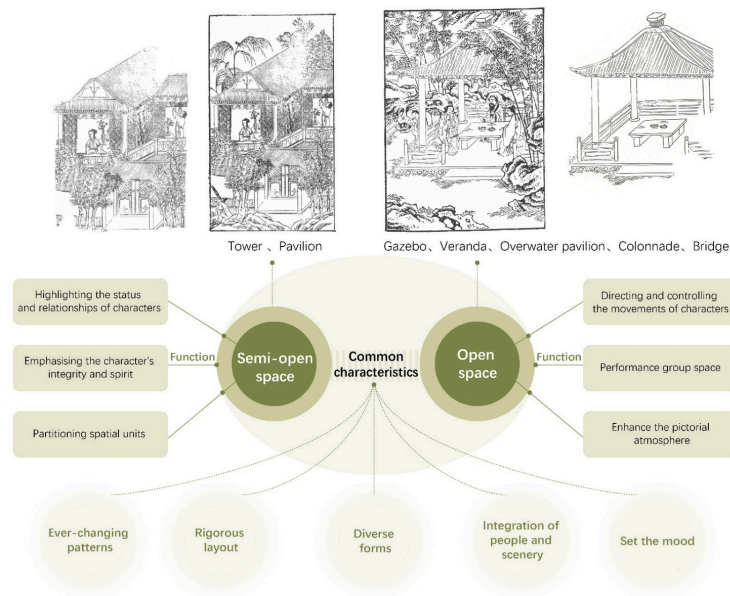 Tower 、Pavilion
Gazebo、Veranda、Overwater pavilion、Colonnade、Bridge
Highlighting the status
and relationships of characters
Emphasising the character's
integrity and spirit
Partitioning spatial units
Function
Semi-open
space
Common
characteristics
Open
space
Function
Directing and controlling
the movements of characters
Performance group space
Enhance the pictorial
atmosphere
Ever-changing
patterns
Rigorous
layout
Diverse
forms
Integration of
people and
scenery
Set the mood